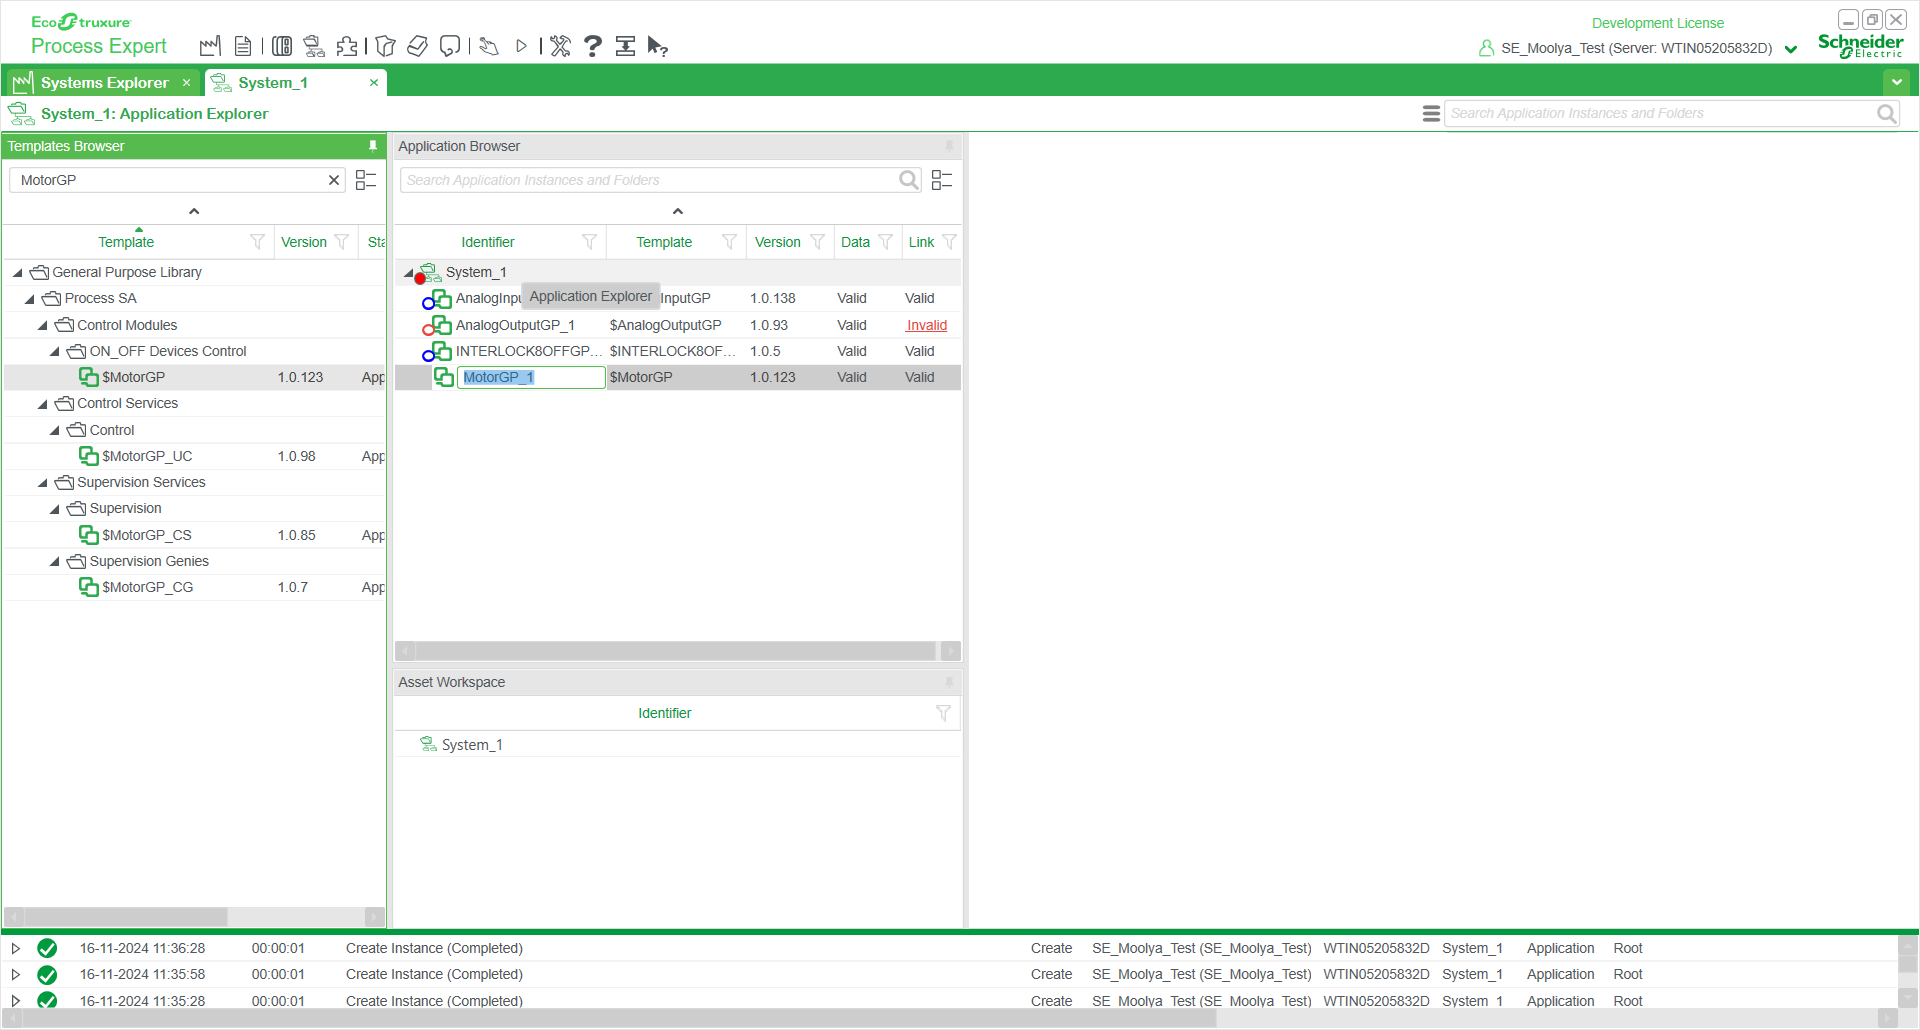 EcoStruxure
Process Expert
Development License
SE_Moolya_Test (Server: WTIN05205832D)
Schneider
Electric
Systems Explorer
System_1
System_1: Application Explorer
Search Application Instances and Folders
Templates Browser
MotorGP
Template Version Sta
General Purpose Library
Process SA
Control Modules
ON_OFF Devices Control
$MotorGP 1.0.123 App
Control Services
Control
$MotorGP_UC 1.0.98 App
Supervision Services
Supervision
$MotorGP_CS 1.0.85 App
Supervision Genies
$MotorGP_CG 1.0.7 App
Application Browser
Search Application Instances and Folders
Identifier Template Version Data Link
System_1
AnalogInpu InputGP 1.0.138 Valid Valid
Application Explorer
AnalogOutputGP_1 $AnalogOutputGP 1.0.93 Valid Invalid
INTERLOCK8OFFGP... $INTERLOCK8OF... 1.0.5 Valid Valid
MotorGP_1 $MotorGP 1.0.123 Valid Valid
Asset Workspace
Identifier
System_1
16-11-2024 11:36:28 00:00:01 Create Instance (Completed) Create SE_Moolya_Test (SE_Moolya_Test) WTIN05205832D System_1 Application Root
16-11-2024 11:35:58 00:00:01 Create Instance (Completed) Create SE_Moolya_Test (SE_Moolya_Test) WTIN05205832D System_1 Application Root
16-11-2024 11:35:28 00:00:01 Create Instance (Completed) Create SE_Moolya_Test (SE_Moolya_Test) WTIN05205832D System_1 Application Root